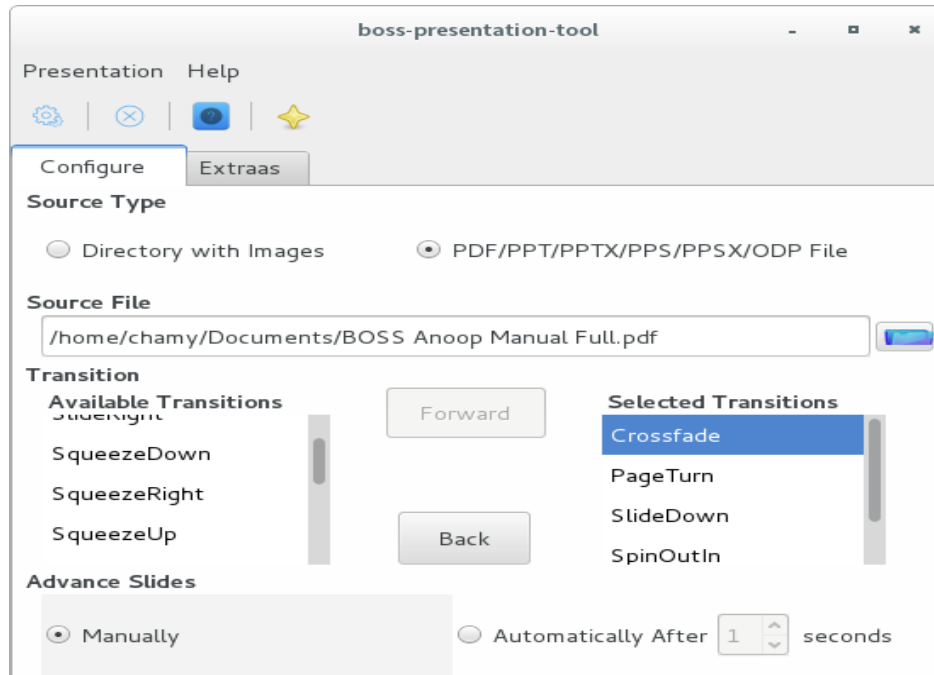 boss-presentation-tool
Presentation Help
Configure Extraas
Source Type
Directory with Images PDF/PPT/PPTX/PPS/PPSX/ODP File
Source File
/home/chamy/Documents/BOSS Anoop Manual Full.pdf
Transition
Available Transitions Forward Selected Transitions
SlideRight
Crossfade
SqueezeDown
PageTurn
SqueezeRight
SlideDown
SqueezeUp Back
SpinOutIn
Advance Slides
Manually Automatically After 1 seconds